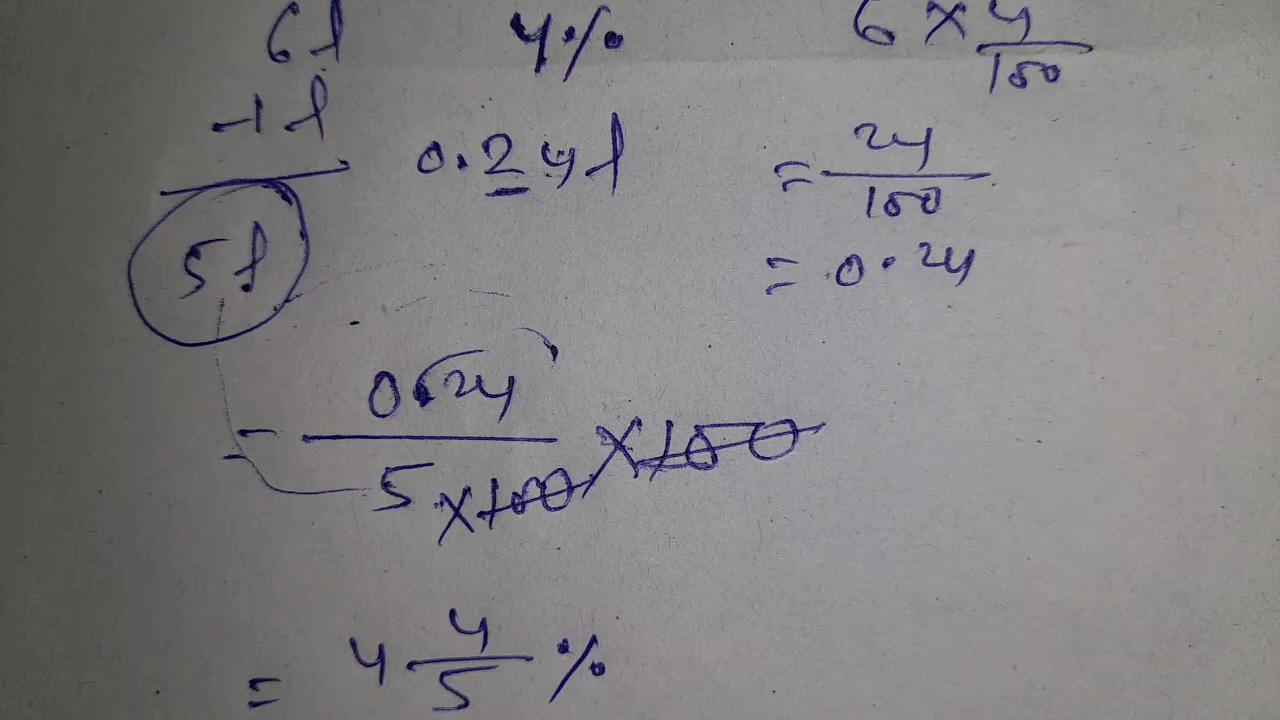 6l 4% 6 × 4/100
-1l 0.24l = 24/100
5l = 0.24
= 0.24/5×100 ×100
= 4 4/5 %